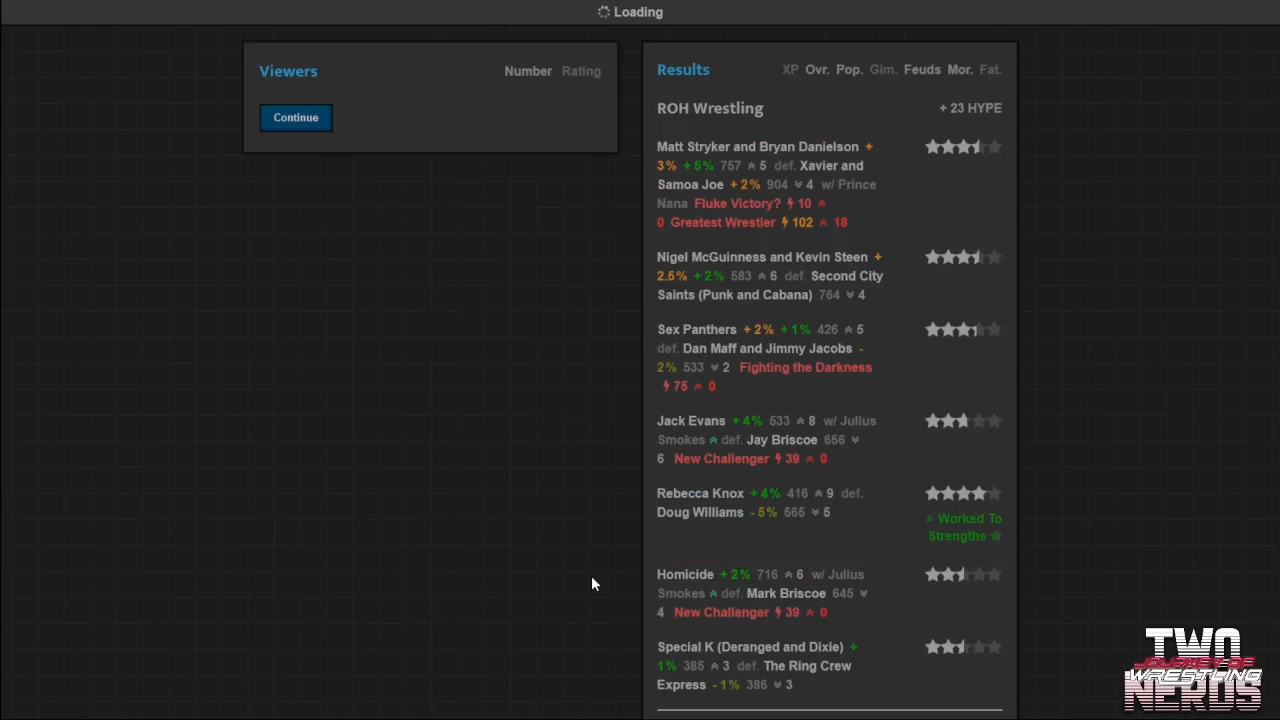 Loading
Viewers
Number Rating
Continue
Results
XP Ovr. Pop. Gim. Feuds Mor. Fat.
ROH Wrestling
+ 23 HYPE
Matt Stryker and Bryan Danielson +
3% + 5% 757 5 def. Xavier and
Samoa Joe + 2% 904 4 w/ Prince
Nana Fluke Victory? 10
0 Greatest Wrestler 102 18
Nigel McGuinness and Kevin Steen +
2.5% + 2% 583 6 def. Second City
Saints (Punk and Cabana) 764 4
Sex Panthers + 2% + 1% 426 5
def. Dan Maff and Jimmy Jacobs -
2% 533 2 Fighting the Darkness
75 0
Jack Evans + 4% 533 8 w/ Julius
Smokes def. Jay Briscoe 656
6 New Challenger 39 0
Rebecca Knox + 4% 416 9 def.
Doug Williams - 5% 565 5
Worked To
Strengths
Homicide + 2% 716 6 w/ Julius
Smokes def. Mark Briscoe 645
4 New Challenger 39 0
Special K (Deranged and Dixie) +
1% 385 3 def. The Ring Crew
Express - 1% 386 3
TWO
JOURNEY OF
WRESTLING
NERDS